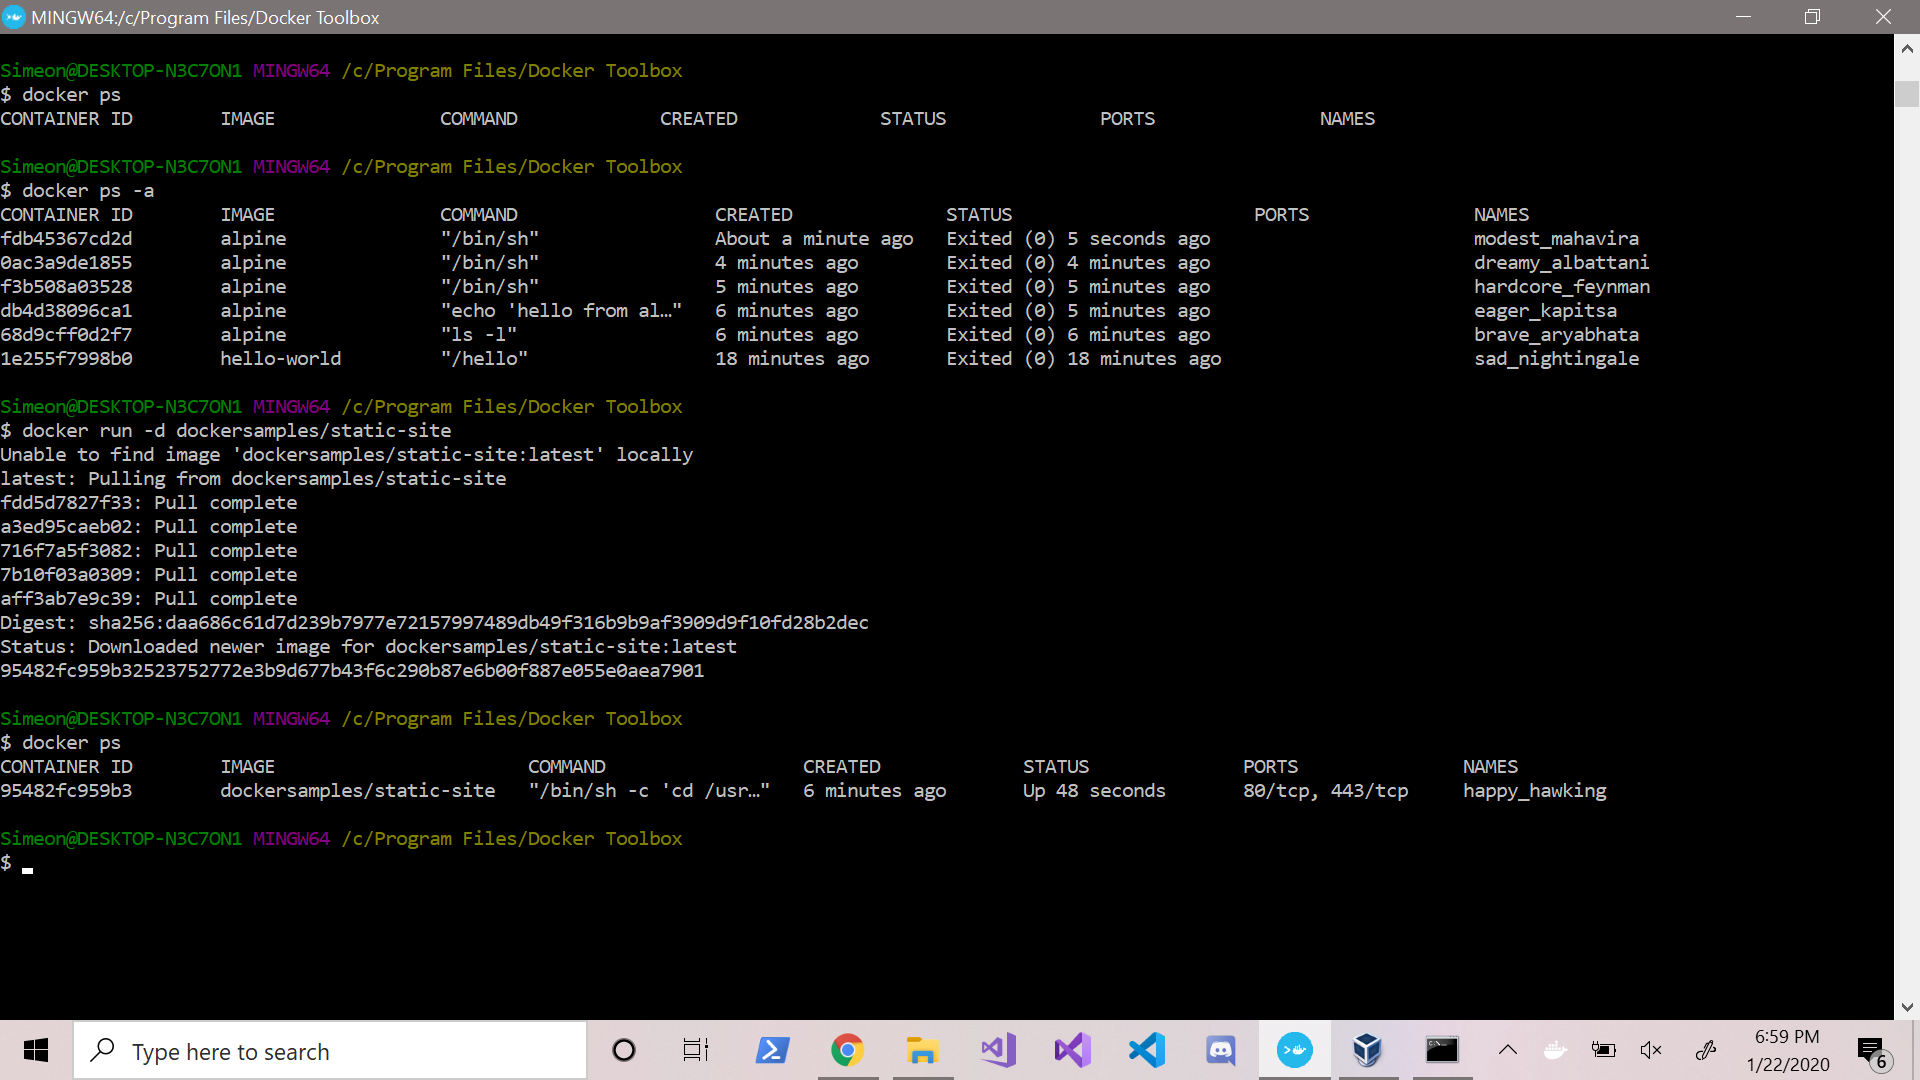 MINGW64:/c/Program Files/Docker Toolbox
Simeon@DESKTOP-N3C7ON1 MINGW64 /c/Program Files/Docker Toolbox
$ docker ps
CONTAINER ID IMAGE COMMAND CREATED STATUS PORTS NAMES
Simeon@DESKTOP-N3C7ON1 MINGW64 /c/Program Files/Docker Toolbox
$ docker ps -a
CONTAINER ID IMAGE COMMAND CREATED STATUS PORTS NAMES
fdb45367cd2d alpine "/bin/sh" About a minute ago Exited (0) 5 seconds ago modest_mahavira
0ac3a9de1855 alpine "/bin/sh" 4 minutes ago Exited (0) 4 minutes ago dreamy_albattani
f3b508a03528 alpine "/bin/sh" 5 minutes ago Exited (0) 5 minutes ago hardcore_feynman
db4d38096ca1 alpine "echo 'hello from al…" 6 minutes ago Exited (0) 5 minutes ago eager_kapitsa
68d9cff0d2f7 alpine "ls -l" 6 minutes ago Exited (0) 6 minutes ago brave_aryabhata
1e255f7998b0 hello-world "/hello" 18 minutes ago Exited (0) 18 minutes ago sad_nightingale
Simeon@DESKTOP-N3C7ON1 MINGW64 /c/Program Files/Docker Toolbox
$ docker run -d dockersamples/static-site
Unable to find image 'dockersamples/static-site:latest' locally
latest: Pulling from dockersamples/static-site
fdd5d7827f33: Pull complete
a3ed95caeb02: Pull complete
716f7a5f3082: Pull complete
7b10f03a0309: Pull complete
aff3ab7e9c39: Pull complete
Digest: sha256:daa686c61d7d239b7977e72157997489db49f316b9b9af3909d9f10fd28b2dec
Status: Downloaded newer image for dockersamples/static-site:latest
95482fc959b32523752772e3b9d677b43f6c290b87e6b00f887e055e0aea7901
Simeon@DESKTOP-N3C7ON1 MINGW64 /c/Program Files/Docker Toolbox
$ docker ps
CONTAINER ID IMAGE COMMAND CREATED STATUS PORTS NAMES
95482fc959b3 dockersamples/static-site "/bin/sh -c 'cd /usr…" 6 minutes ago Up 48 seconds 80/tcp, 443/tcp happy_hawking
Simeon@DESKTOP-N3C7ON1 MINGW64 /c/Program Files/Docker Toolbox
$
Type here to search
6:59 PM
1/22/2020
6